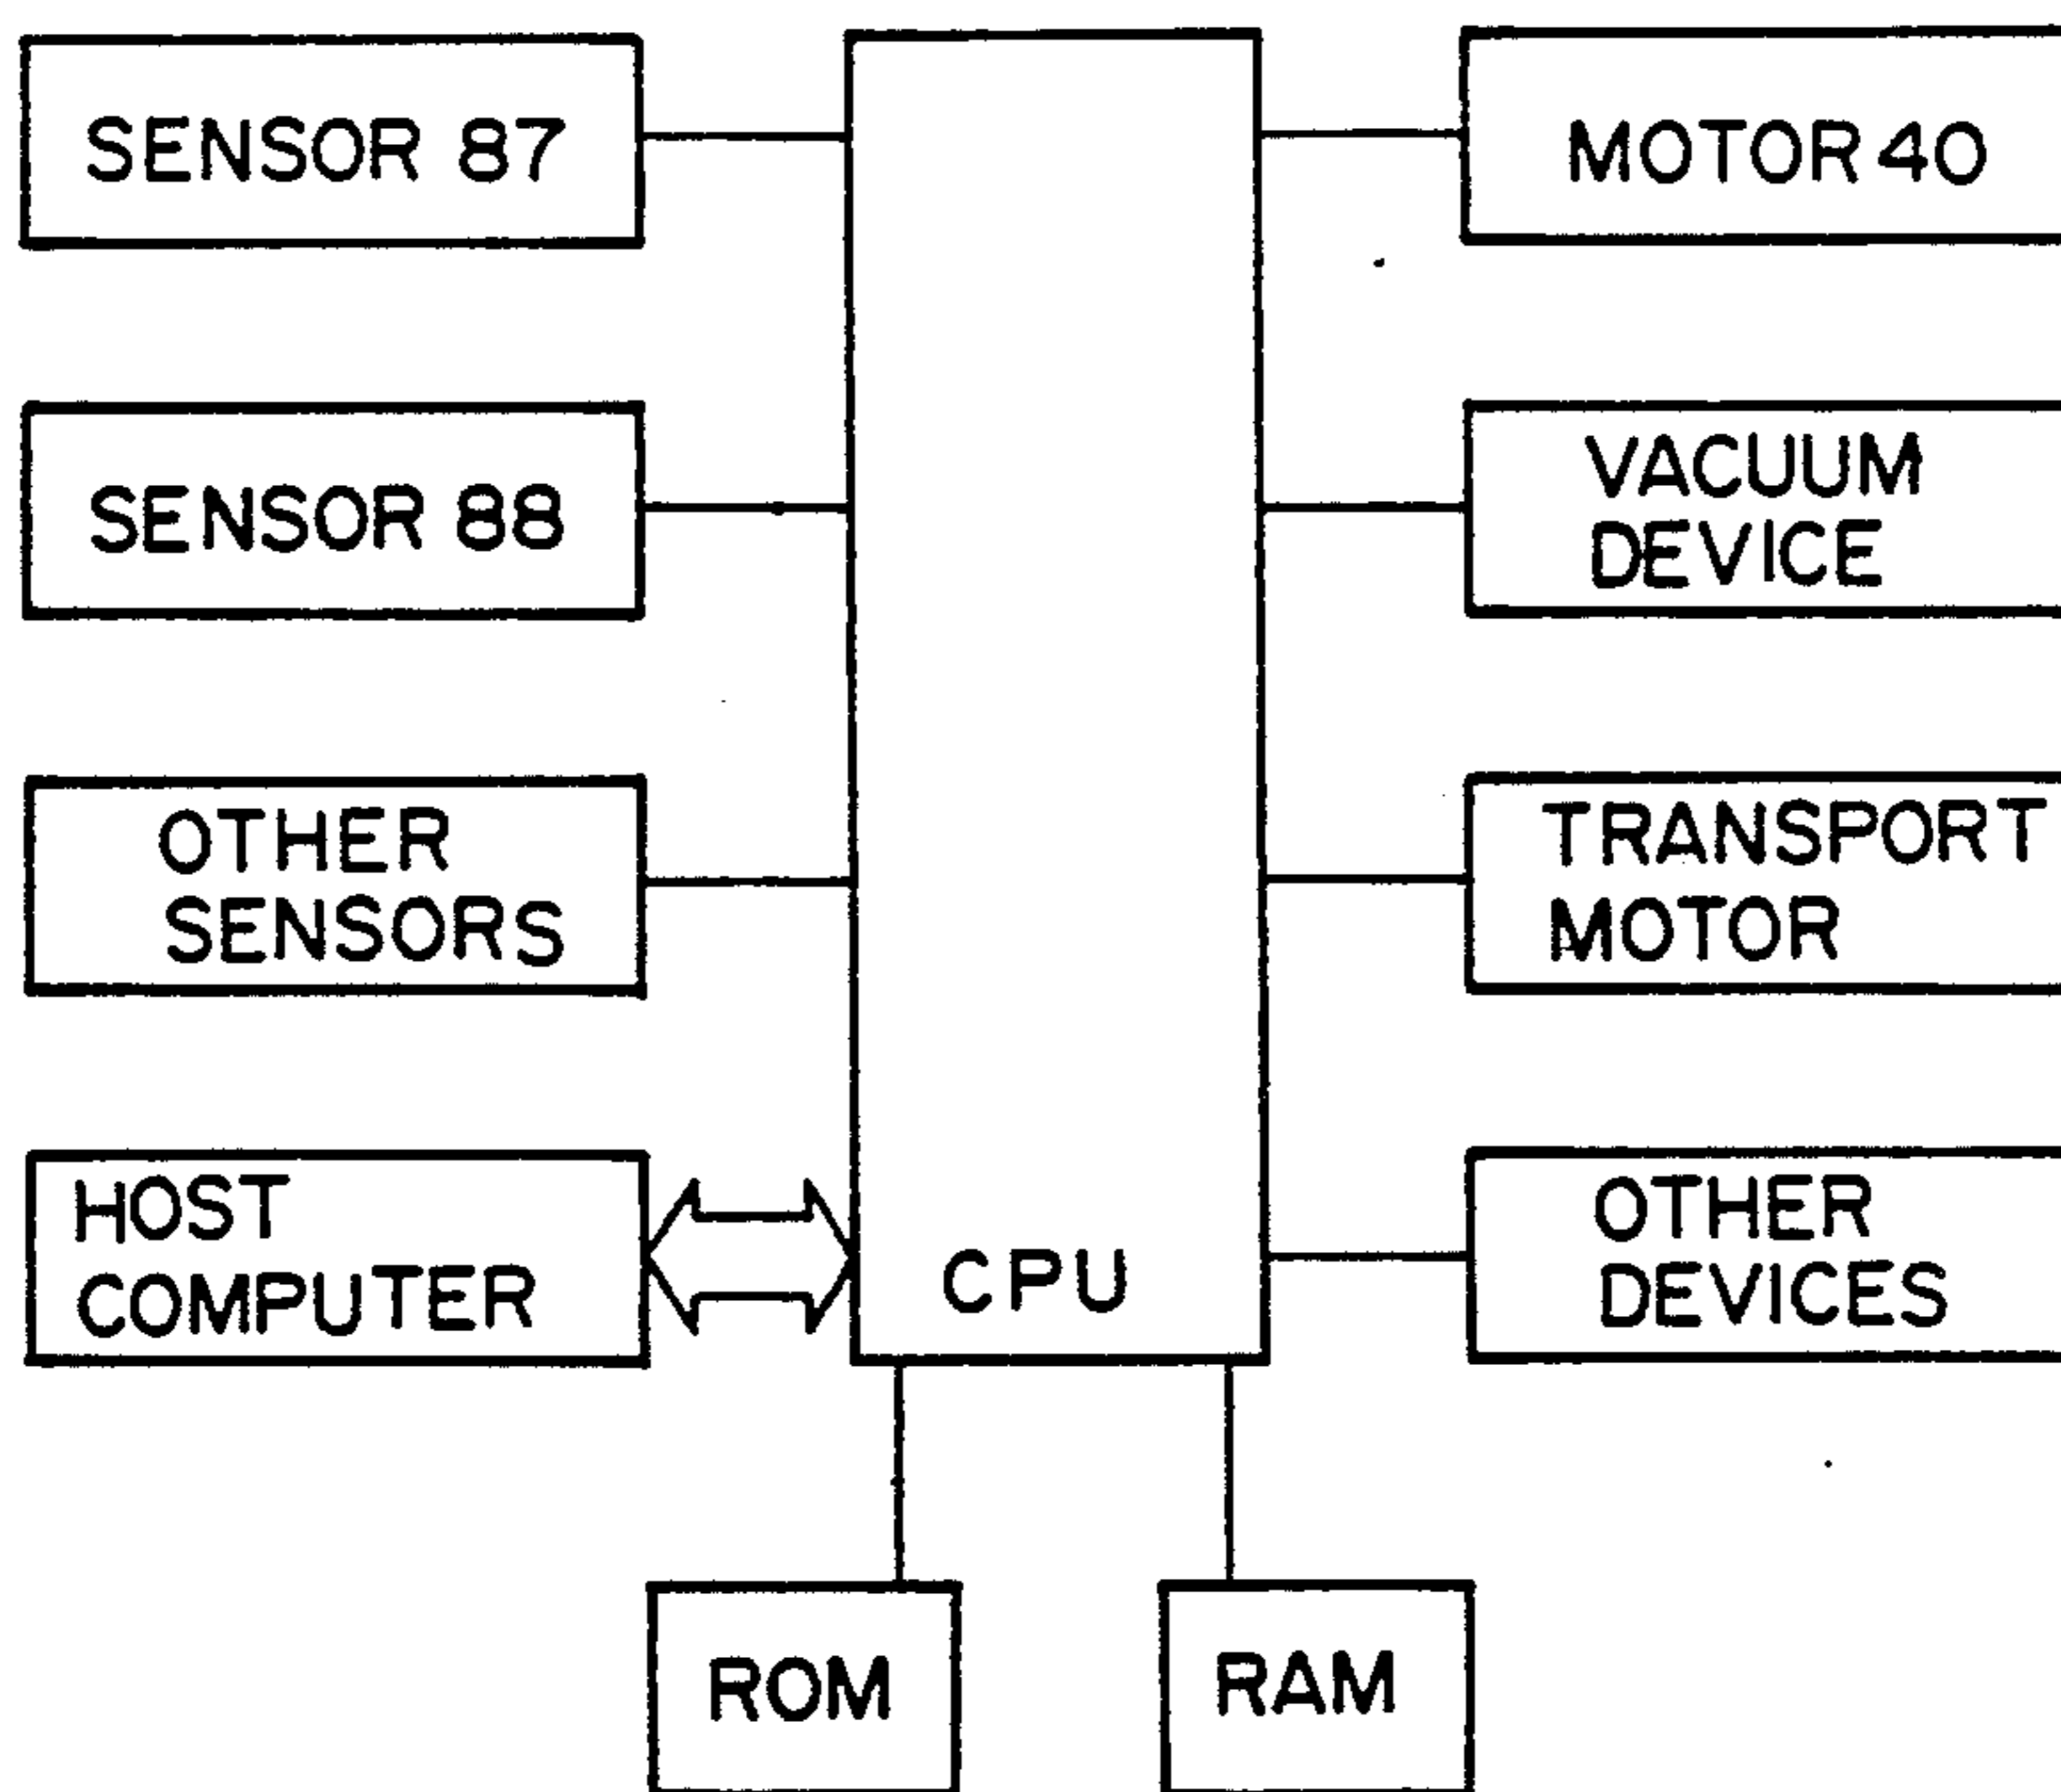 SENSOR 87
MOTOR 40
SENSOR 88
VACUUM
DEVICE
OTHER
SENSORS
TRANSPORT
MOTOR
HOST
COMPUTER
CPU
OTHER
DEVICES
ROM
RAM